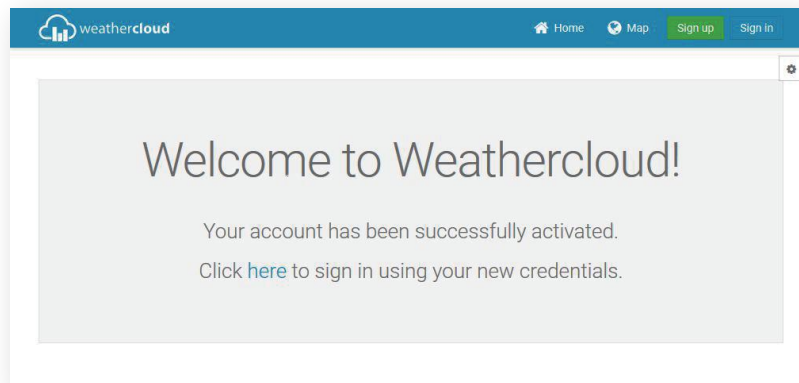 weathercloud
Home Map Sign up Sign in
Welcome to Weathercloud!
Your account has been successfully activated.
Click here to sign in using your new credentials.